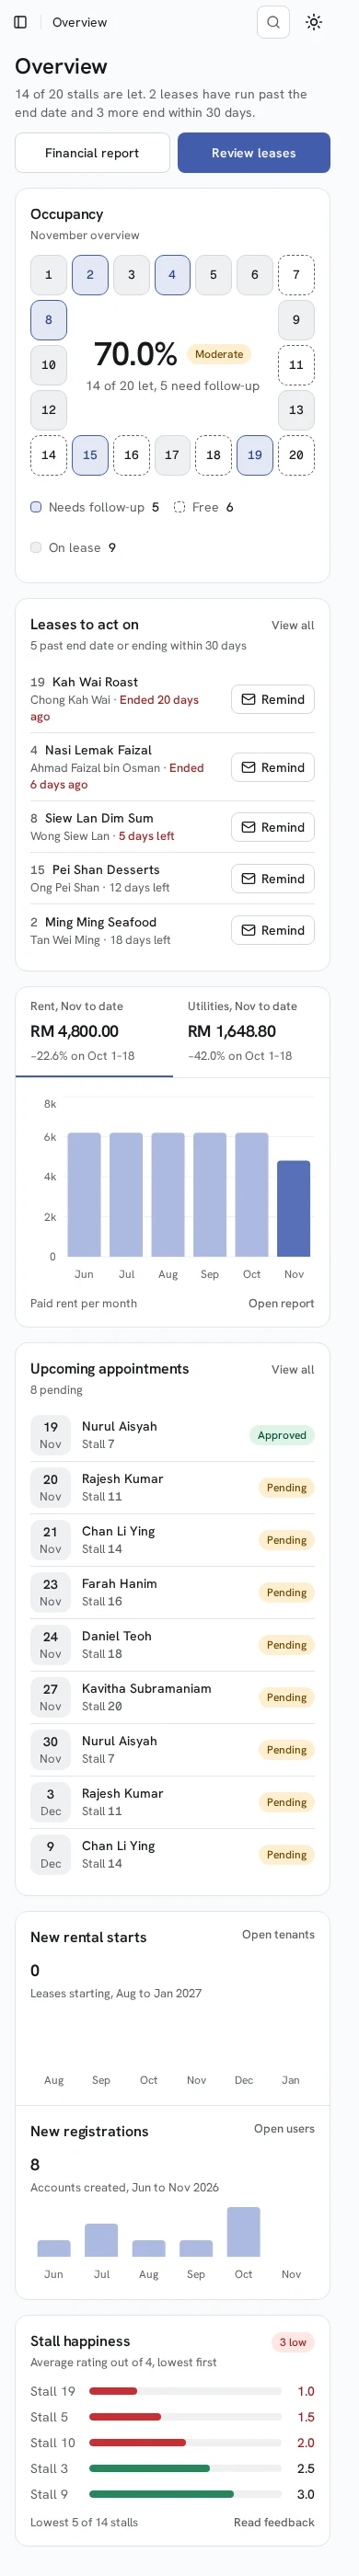 Overview
Overview
14 of 20 stalls are let. 2 leases have run past the
end date and 3 more end within 30 days.
Financial report
Review leases
Occupancy
November overview
1 2 3 4 5 6 7
8 9
70.0% Moderate
14 of 20 let, 5 need follow-up
10 11
12 13
14 15 16 17 18 19 20
Needs follow-up 5 Free 6
On lease 9
Leases to act on View all
5 past end date or ending within 30 days
19 Kah Wai Roast
Chong Kah Wai · Ended 20 days
ago
Remind
4 Nasi Lemak Faizal
Ahmad Faizal bin Osman · Ended
6 days ago
Remind
8 Siew Lan Dim Sum
Wong Siew Lan · 5 days left
Remind
15 Pei Shan Desserts
Ong Pei Shan · 12 days left
Remind
2 Ming Ming Seafood
Tan Wei Ming · 18 days left
Remind
Rent, Nov to date
RM 4,800.00
−22.6% on Oct 1–18
Utilities, Nov to date
RM 1,648.80
−42.0% on Oct 1–18
8k
6k
4k
2k
0
Jun Jul Aug Sep Oct Nov
Paid rent per month Open report
Upcoming appointments View all
8 pending
19 Nov
Nurul Aisyah
Stall 7
Approved
20 Nov
Rajesh Kumar
Stall 11
Pending
21 Nov
Chan Li Ying
Stall 14
Pending
23 Nov
Farah Hanim
Stall 16
Pending
24 Nov
Daniel Teoh
Stall 18
Pending
27 Nov
Kavitha Subramaniam
Stall 20
Pending
30 Nov
Nurul Aisyah
Stall 7
Pending
3 Dec
Rajesh Kumar
Stall 11
Pending
9 Dec
Chan Li Ying
Stall 14
Pending
New rental starts Open tenants
0
Leases starting, Aug to Jan 2027
Aug Sep Oct Nov Dec Jan
New registrations Open users
8
Accounts created, Jun to Nov 2026
Jun Jul Aug Sep Oct Nov
Stall happiness 3 low
Average rating out of 4, lowest first
Stall 19 1.0
Stall 5 1.5
Stall 10 2.0
Stall 3 2.5
Stall 9 3.0
Lowest 5 of 14 stalls Read feedback